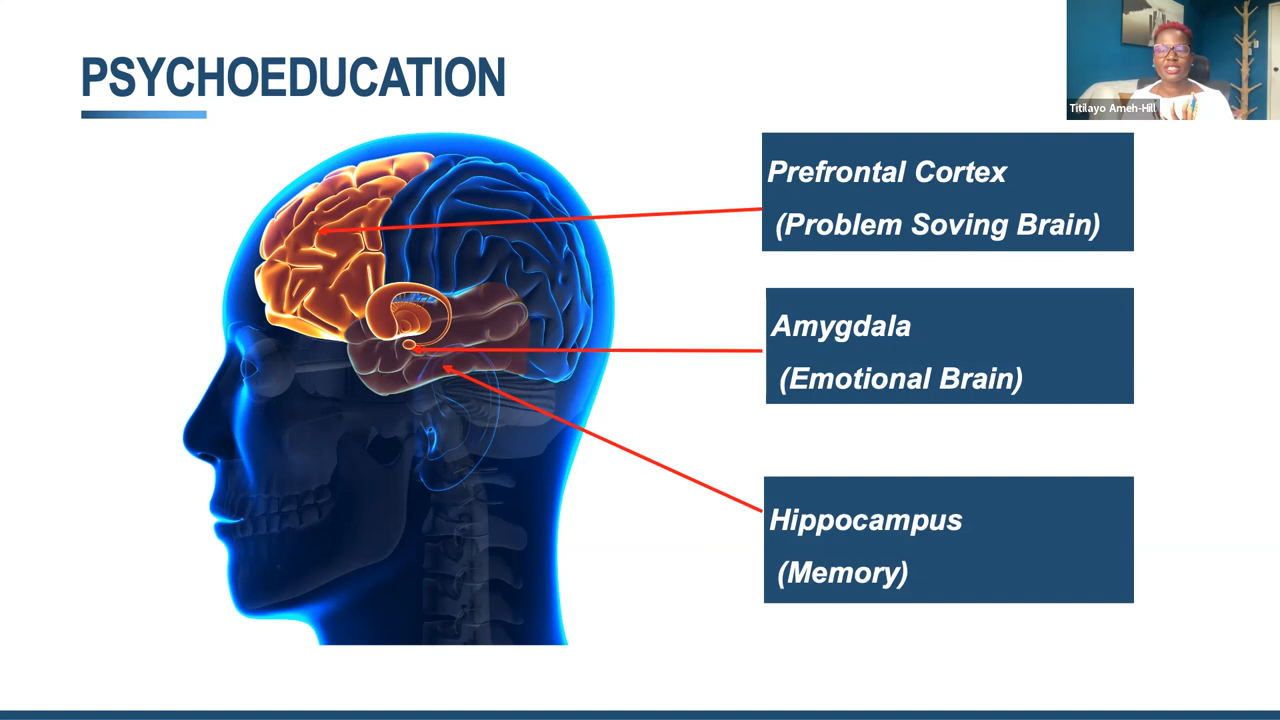 PSYCHOEDUCATION
Titilayo Ameh-Hill
Prefrontal Cortex
(Problem Soving Brain)
Amygdala
(Emotional Brain)
Hippocampus
(Memory)